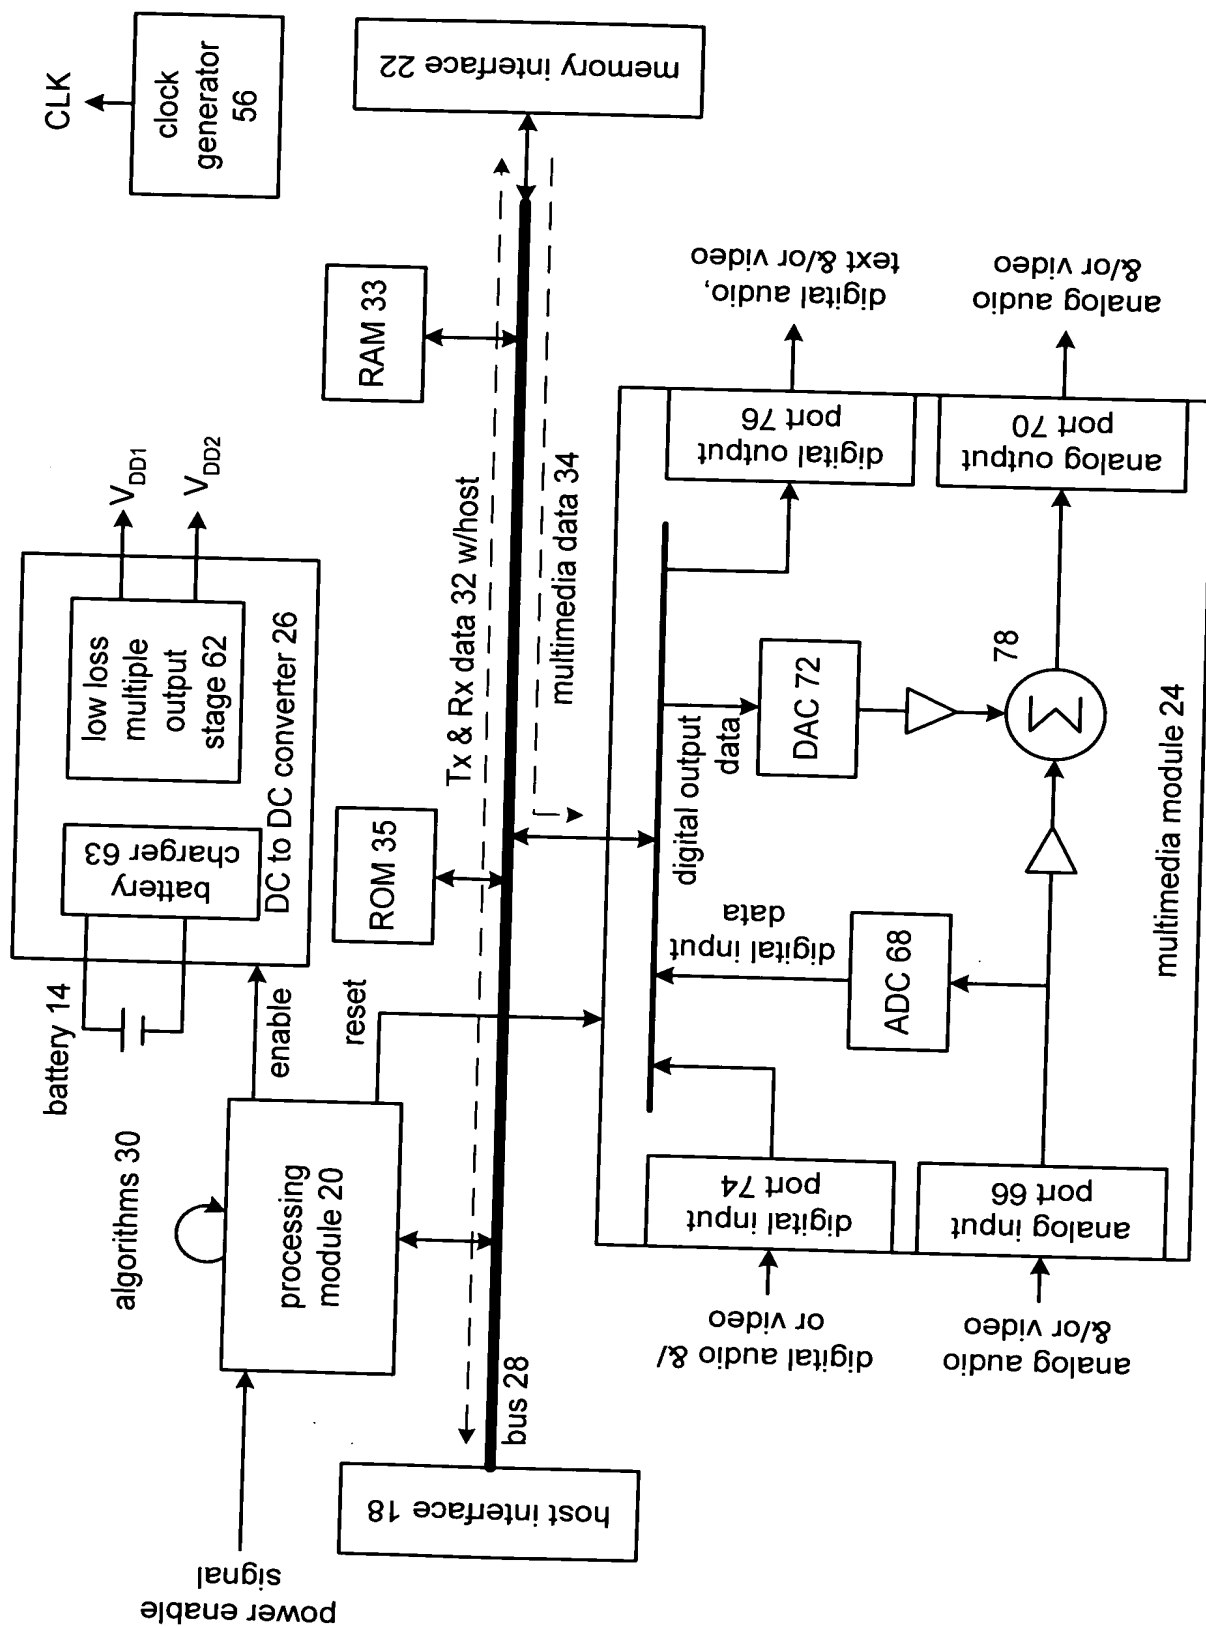 power enable
signal
algorithms 30
processing
module 20
enable
reset
battery 14
battery
charger 63
low loss
multiple
output
stage 62
DC to DC converter 26
VDD1
VDD2
CLK
clock
generator
56
host interface 18
bus 28
ROM 35
RAM 33
Tx & Rx data 32 w/host
multimedia data 34
memory interface 22
digital audio &/
or video
digital input
port 74
analog audio
&/or video
analog input
port 66
digital input
data
ADC 68
digital output
data
DAC 72
Σ
78
digital output
port 76
digital audio,
text &/or video
analog output
port 70
analog audio
&/or video
multimedia module 24